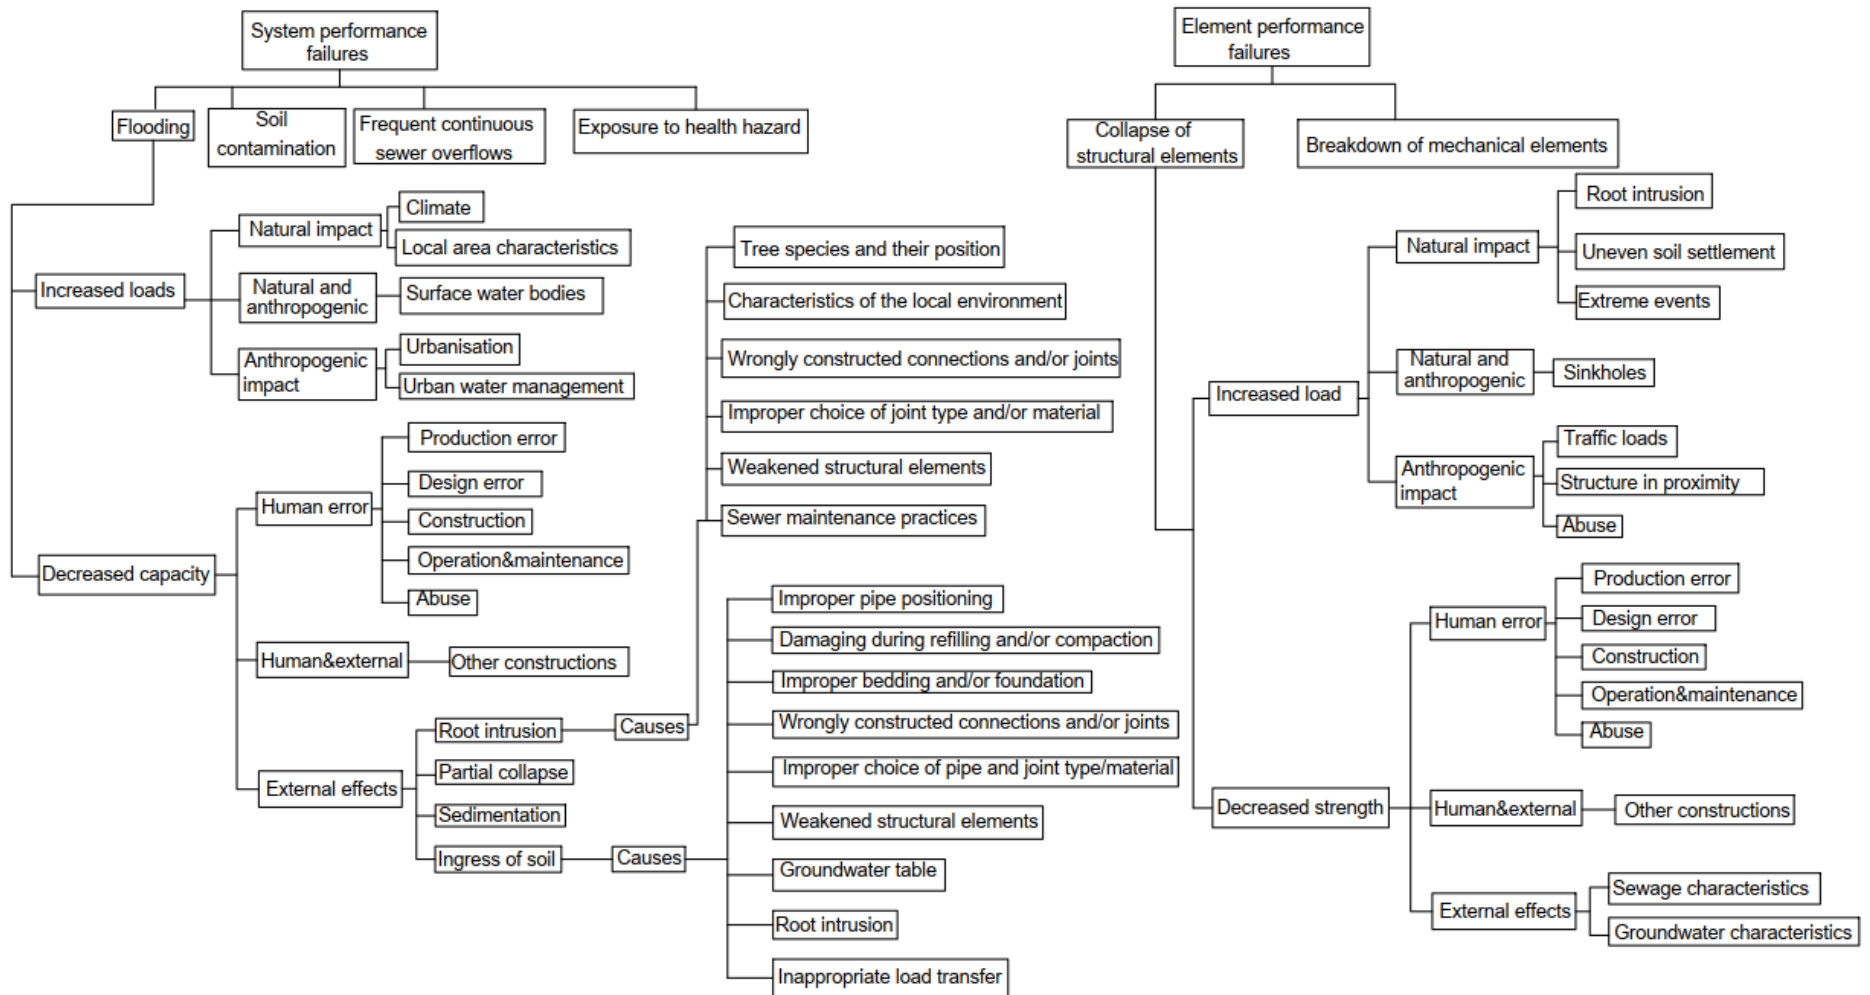 System performance
failures
Flooding
Soil
contamination
Frequent continuous
sewer overflows
Exposure to health hazard
Increased loads
Natural impact
Climate
Local area characteristics
Natural and
anthropogenic
Surface water bodies
Anthropogenic
impact
Urbanisation
Urban water management
Decreased capacity
Human error
Production error
Design error
Construction
Operation&maintenance
Abuse
Human&external
Other constructions
External effects
Root intrusion
Partial collapse
Sedimentation
Ingress of soil
Causes
Tree species and their position
Characteristics of the local environment
Wrongly constructed connections and/or joints
Improper choice of joint type and/or material
Weakened structural elements
Sewer maintenance practices
Causes
Improper pipe positioning
Damaging during refilling and/or compaction
Improper bedding and/or foundation
Wrongly constructed connections and/or joints
Improper choice of pipe and joint type/material
Weakened structural elements
Groundwater table
Root intrusion
Inappropriate load transfer
Element performance
failures
Collapse of
structural elements
Breakdown of mechanical elements
Increased load
Natural impact
Root intrusion
Uneven soil settlement
Extreme events
Natural and
anthropogenic
Sinkholes
Anthropogenic
impact
Traffic loads
Structure in proximity
Abuse
Decreased strength
Human error
Production error
Design error
Construction
Operation&maintenance
Abuse
Human&external
Other constructions
External effects
Sewage characteristics
Groundwater characteristics